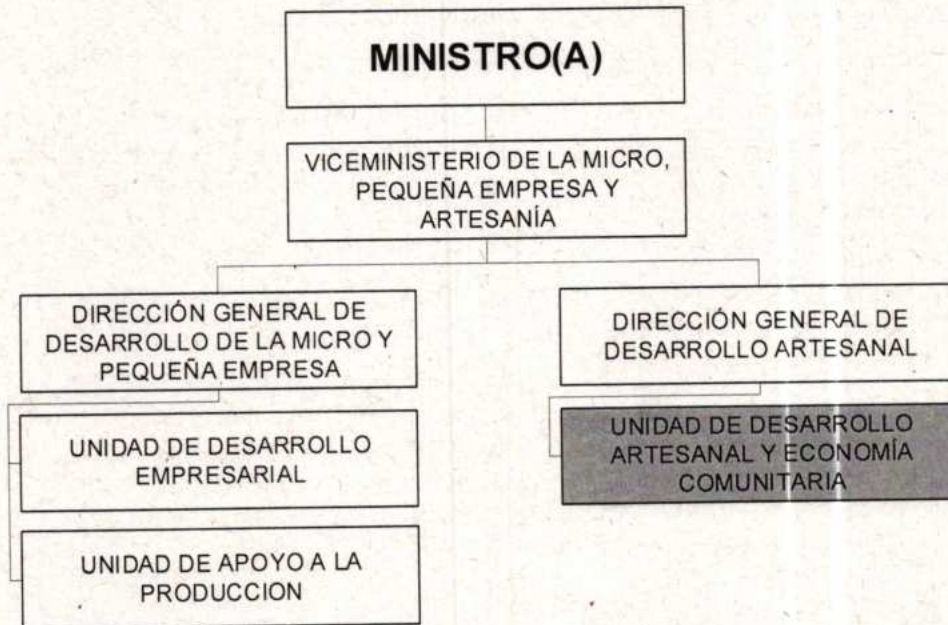 MINISTRO(A)
VICEMINISTERIO DE LA MICRO,
PEQUEÑA EMPRESA Y
ARTESANÍA
DIRECCIÓN GENERAL DE
DESARROLLO DE LA MICRO Y
PEQUEÑA EMPRESA
UNIDAD DE DESARROLLO
EMPRESARIAL
UNIDAD DE APOYO A LA
PRODUCCION
DIRECCIÓN GENERAL DE
DESARROLLO ARTESANAL
UNIDAD DE DESARROLLO
ARTESANAL Y ECONOMÍA
COMUNITARIA